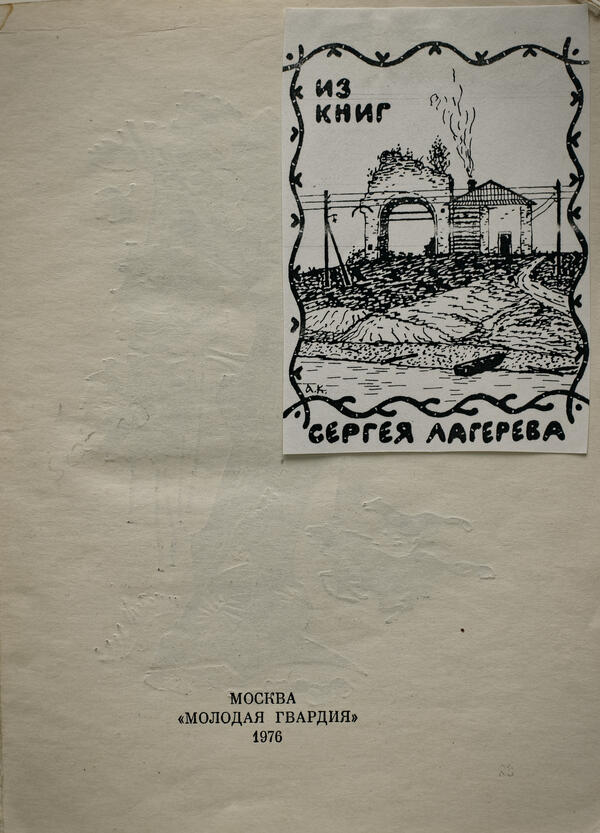 ИЗ
КНИГ
А.К.
СЕРГЕЯ ЛАГЕРЕВА
МОСКВА
«МОЛОДАЯ ГВАРДИЯ»
1976